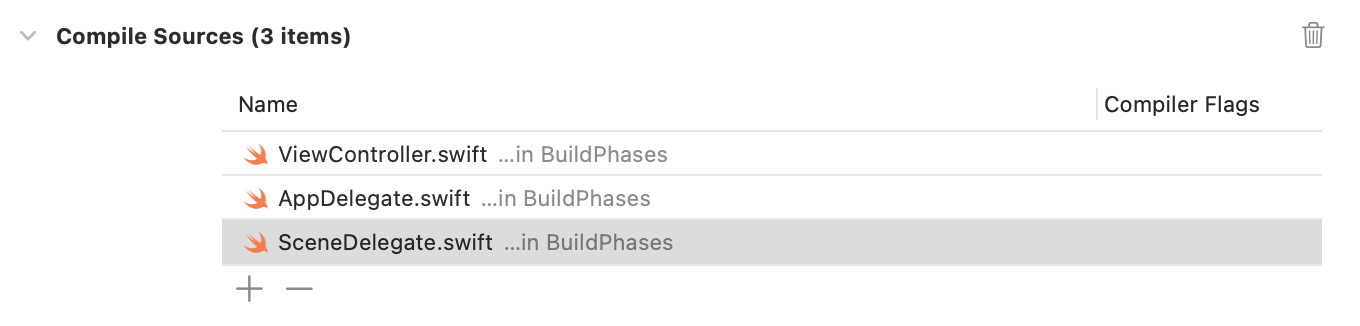 Compile Sources (3 items)
Name Compiler Flags
ViewController.swift ...in BuildPhases
AppDelegate.swift ...in BuildPhases
SceneDelegate.swift ...in BuildPhases